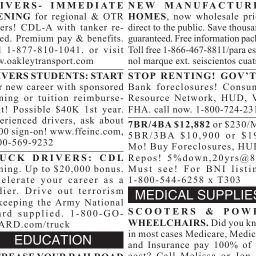 IVERS- IMMEDIATE
ENING for regional & OTR
ers! CDL-A with tanker re-
ed. Premium pay & benefits.
l 1-877-810-1041. or visit
w.oakleytransport.com
IVERS STUDENTS: START
r new career with sponsored
ning or tuition reimburse-
t! Possible $40K 1st year.
erienced drivers, ask about
00 sign-on! www.ffeinc.com,
00-569-9232
UCK DRIVERS: CDL
ning. Up to $20,000 bonus.
elerate your career as a
dier. Drive out terrorism
keeping the Army National
rd supplied. 1-800-GO-
ARD.com/truck
EDUCATION
NEW MANUFACTURE
HOMES, now wholesale pri
direct to the public. Save thousa
guaranteed. Free information pack
Toll free 1-866-467-8811/para es
nol marque ext. seiscientos cuat
STOP RENTING! GOV'T
Bank foreclosures! Consum
Resource Network, HUD, V
FHA. call now. 1-800-724-231
7BR/4BA $12,882 or $230/M
5BR/3BA $10,900 or $19
Mo! Buy Foreclosures, HUD
Repos! 5%down,20yrs@8
Must see! For BNI listin
1-800-544-6258 x T303
MEDICAL SUPPLIES
SCOOTERS & POWE
WHEELCHAIRS. Did you kn
in most cases Medicare, Medic
and Insurance pay 100% of